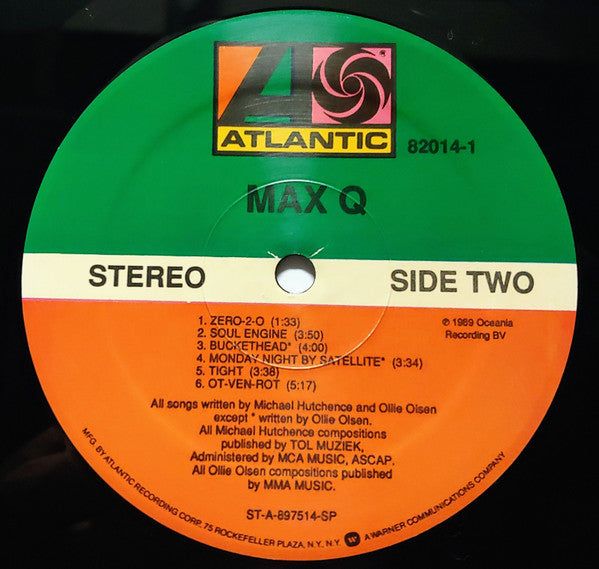 ATLANTIC
82014-1
MAX Q
STEREO
SIDE TWO
1. ZERO-2-O (1:33)
2. SOUL ENGINE (3:50)
3. BUCKETHEAD* (4:00)
4. MONDAY NIGHT BY SATELLITE* (3:34)
5. TIGHT (3:38)
6. OT-VEN-ROT (5:17)
℗ 1989 Oceania
Recording BV
All songs written by Michael Hutchence and Ollie Olsen
except * written by Ollie Olsen.
All Michael Hutchence compositions
published by TOL MUZIEK,
Administered by MCA MUSIC, ASCAP.
All Ollie Olsen compositions published
by MMA MUSIC.
ST-A-897514-SP
MFG. BY ATLANTIC RECORDING CORP. 75 ROCKEFELLER PLAZA, N.Y., N.Y. A WARNER COMMUNICATIONS COMPANY